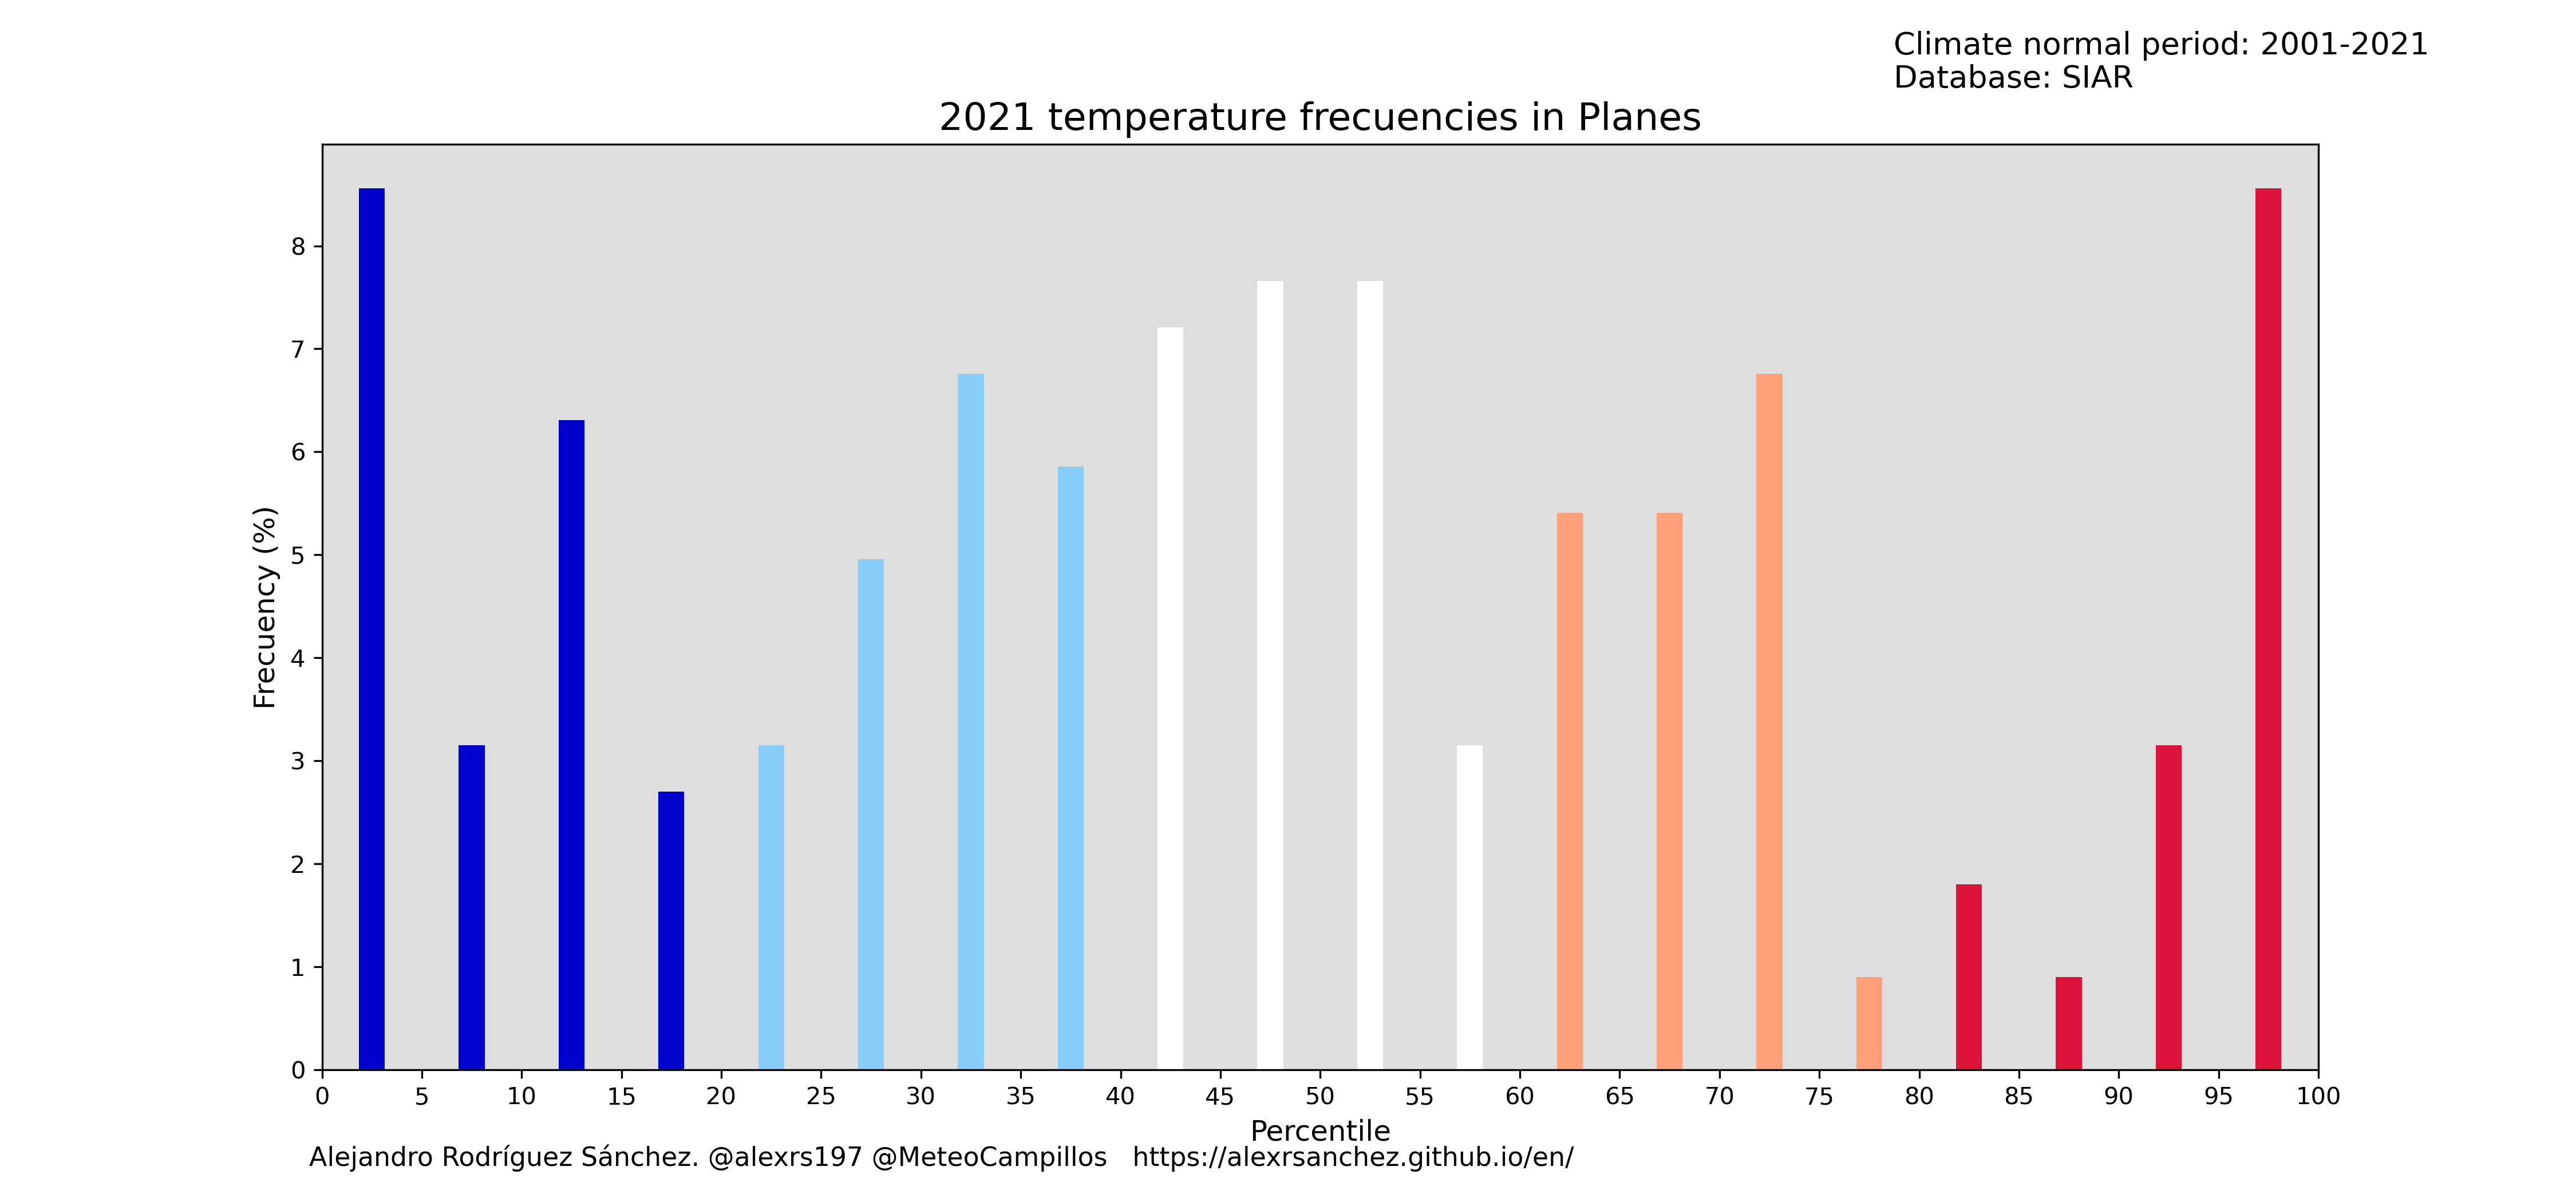 Climate normal period: 2001-2021
Database: SIAR
2021 temperature frecuencies in Planes
Frecuency (%)
8
7
6
5
4
3
2
1
0
0 5 10 15 20 25 30 35 40 45 50 55 60 65 70 75 80 85 90 95 100
Percentile
Alejandro Rodríguez Sánchez. @alexrs197 @MeteoCampillos https://alexrsanchez.github.io/en/